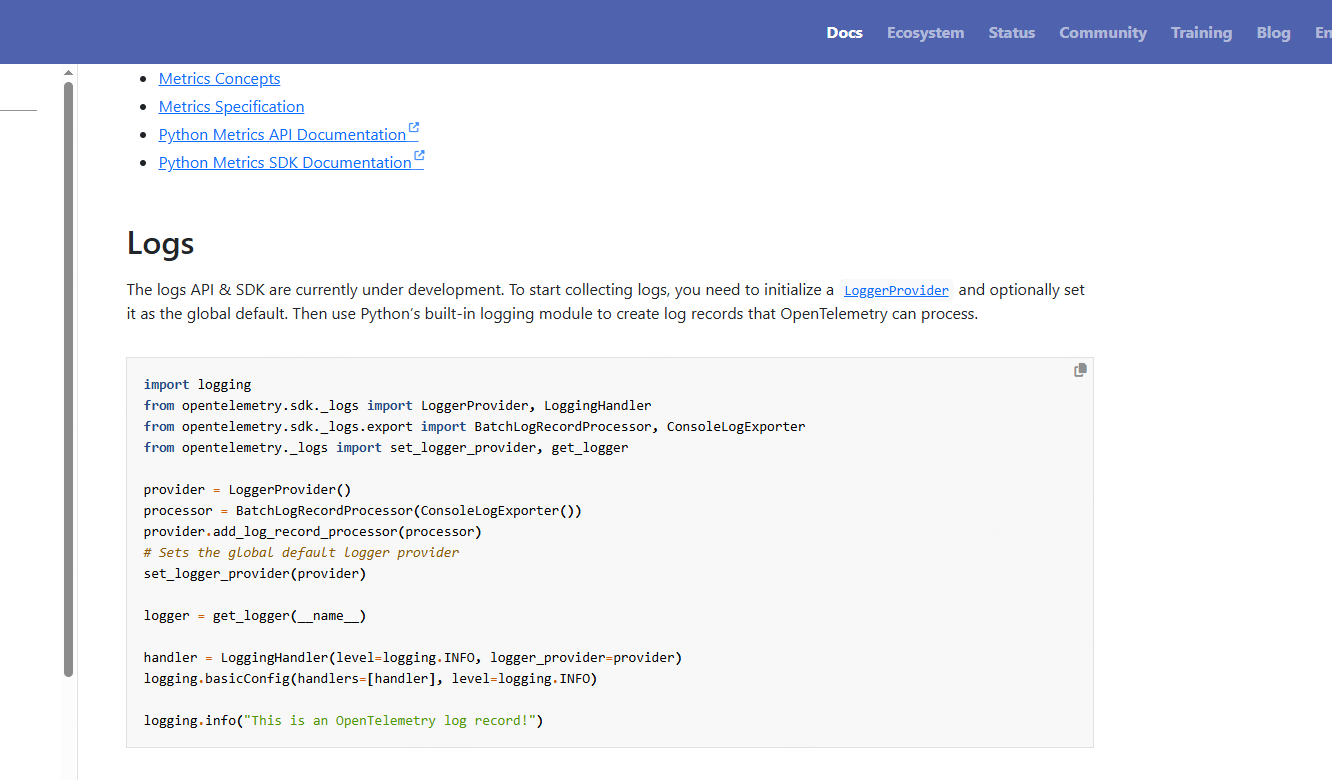 Docs Ecosystem Status Community Training Blog En
Metrics Concepts
Metrics Specification
Python Metrics API Documentation
Python Metrics SDK Documentation
Logs
The logs API & SDK are currently under development. To start collecting logs, you need to initialize a LoggerProvider and optionally set
it as the global default. Then use Python’s built-in logging module to create log records that OpenTelemetry can process.
import logging
from opentelemetry.sdk._logs import LoggerProvider, LoggingHandler
from opentelemetry.sdk._logs.export import BatchLogRecordProcessor, ConsoleLogExporter
from opentelemetry._logs import set_logger_provider, get_logger
provider = LoggerProvider()
processor = BatchLogRecordProcessor(ConsoleLogExporter())
provider.add_log_record_processor(processor)
# Sets the global default logger provider
set_logger_provider(provider)
logger = get_logger(__name__)
handler = LoggingHandler(level=logging.INFO, logger_provider=provider)
logging.basicConfig(handlers=[handler], level=logging.INFO)
logging.info("This is an OpenTelemetry log record!")